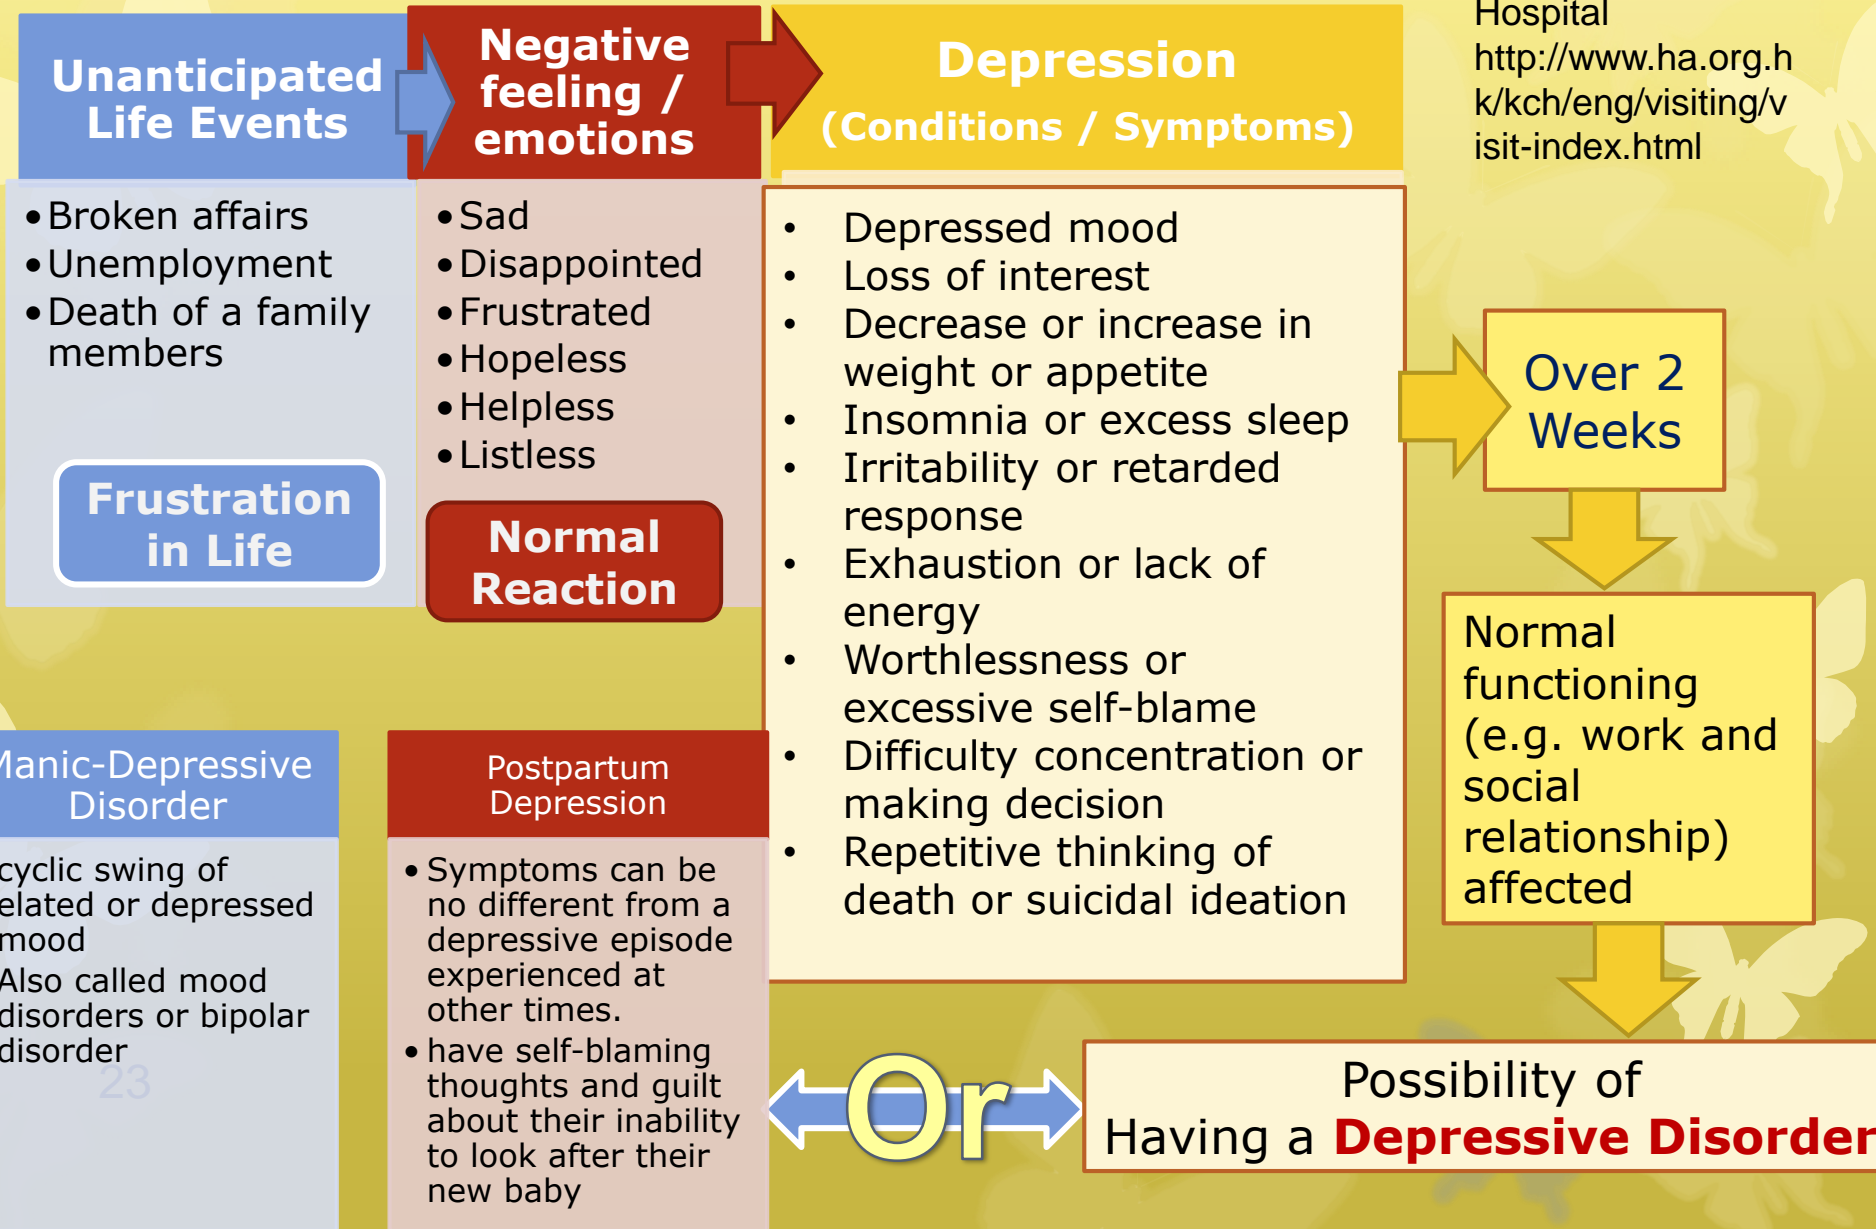 Unanticipated
Life Events
Negative
feeling /
emotions
Depression
(Conditions / Symptoms)
Hospital
http://www.ha.org.h
k/kch/eng/visiting/v
isit-index.html
•Broken affairs
•Unemployment
•Death of a family
members
Frustration
in Life
•Sad
•Disappointed
•Frustrated
•Hopeless
•Helpless
•Listless
Normal
Reaction
• Depressed mood
• Loss of interest
• Decrease or increase in
weight or appetite
• Insomnia or excess sleep
• Irritability or retarded
response
• Exhaustion or lack of
energy
• Worthlessness or
excessive self-blame
• Difficulty concentration or
making decision
• Repetitive thinking of
death or suicidal ideation
Over 2
Weeks
Normal
functioning
(e.g. work and
social
relationship)
affected
Manic-Depressive
Disorder
cyclic swing of
elated or depressed
mood
Also called mood
disorders or bipolar
disorder
23
Postpartum
Depression
• Symptoms can be
no different from a
depressive episode
experienced at
other times.
• have self-blaming
thoughts and guilt
about their inability
to look after their
new baby
Or
Possibility of
Having a Depressive Disorder